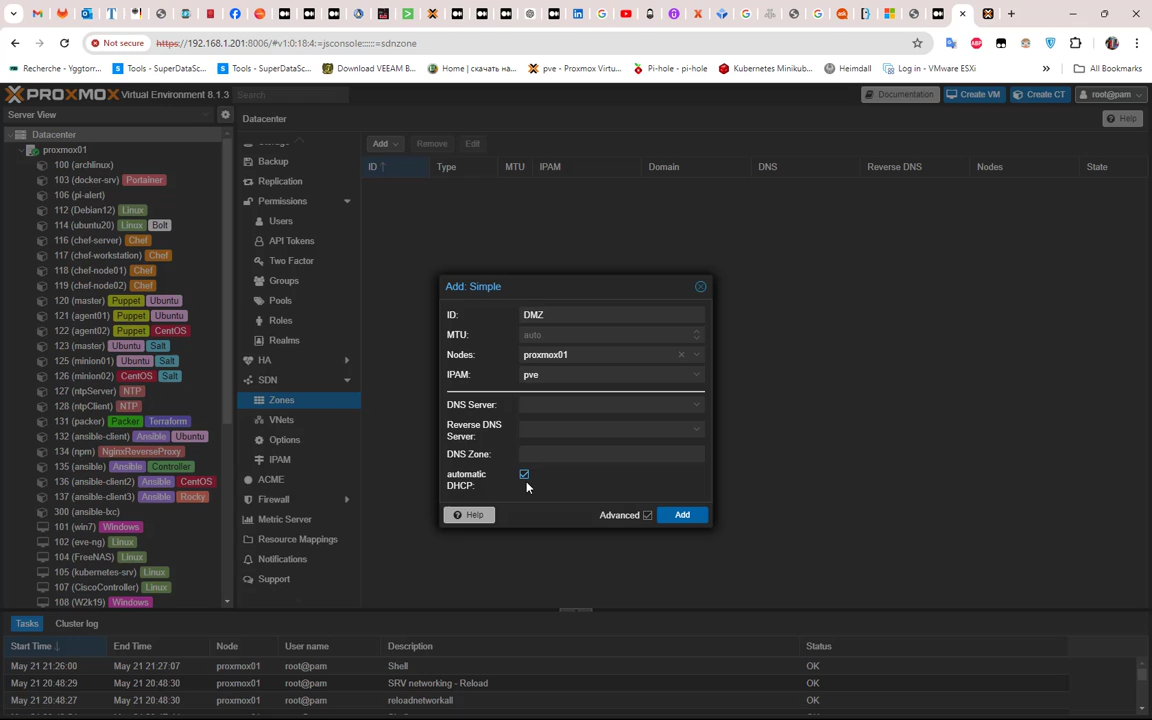 Not secure https://192.168.1.201:8006/#v1:0:18:4:=jsconsole::::::=sdnzone
Recherche - Yggtorr... Tools - SuperDataSc... Tools - SuperDataSc... Download VEEAM B... Home | скачать на... pve - Proxmox Virtu... Pi-hole - pi-hole Kubernetes Minikub... Heimdall Log in - VMware ESXi » All Bookmarks
PROXMOX Virtual Environment 8.1.3 Search Documentation Create VM Create CT root@pam
Server View
Datacenter
proxmox01
100 (archlinux)
103 (docker-srv) Portainer
106 (pi-alert)
112 (Debian12) Linux
114 (ubuntu20) Linux Bolt
116 (chef-server) Chef
117 (chef-workstation) Chef
118 (chef-node01) Chef
119 (chef-node02) Chef
120 (master) Puppet Ubuntu
121 (agent01) Puppet Ubuntu
122 (agent02) Puppet CentOS
123 (master) Ubuntu Salt
125 (minion01) Ubuntu Salt
126 (minion02) CentOS Salt
127 (ntpServer) NTP
128 (ntpClient) NTP
131 (packer) Packer Terraform
132 (ansible-client) Ansible Ubuntu
134 (npm) NginxReverseProxy
135 (ansible) Ansible Controller
136 (ansible-client2) Ansible CentOS
137 (ansible-client3) Ansible Rocky
300 (ansible-lxc)
101 (win7) Windows
102 (eve-ng) Linux
104 (FreeNAS) Linux
105 (kubernetes-srv) Linux
107 (CiscoController) Linux
108 (W2k19) Windows
Datacenter
Help
Storage
Backup
Replication
Permissions
Users
API Tokens
Two Factor
Groups
Pools
Roles
Realms
HA
SDN
Zones
VNets
Options
IPAM
ACME
Firewall
Metric Server
Resource Mappings
Notifications
Support
Add Remove Edit
ID Type MTU IPAM Domain DNS Reverse DNS Nodes State
Add: Simple
ID: DMZ
MTU: auto
Nodes: proxmox01
IPAM: pve
DNS Server:
Reverse DNS
Server:
DNS Zone:
automatic
DHCP:
Help Advanced Add
Tasks Cluster log
Start Time End Time Node User name Description Status
May 21 21:26:00 May 21 21:27:07 proxmox01 root@pam Shell OK
May 21 20:48:29 May 21 20:48:30 proxmox01 root@pam SRV networking - Reload OK
May 21 20:48:27 May 21 20:48:30 proxmox01 root@pam reloadnetworkall OK